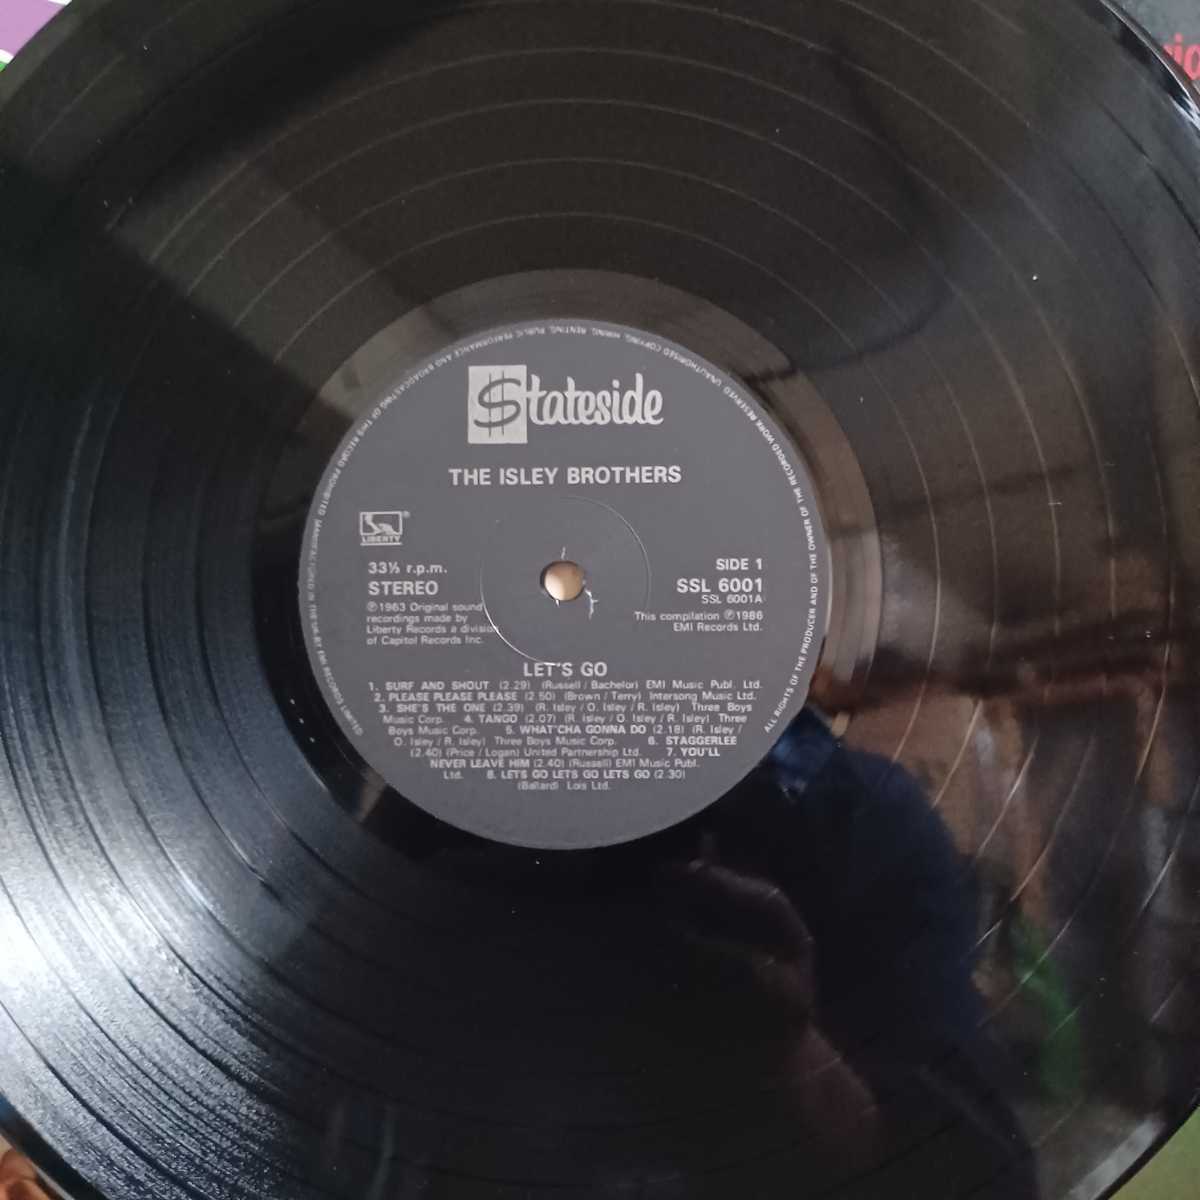 Stateside
THE ISLEY BROTHERS
LIBERTY®
33⅓ r.p.m.
STEREO
℗1963 Original sound
recordings made by
Liberty Records a division
of Capitol Records Inc.
SIDE 1
SSL 6001
SSL 6001A
This compilation ℗1986
EMI Records Ltd.
LET'S GO
1. SURF AND SHOUT (2.29) (Russell / Bachelor) EMI Music Publ. Ltd.
2. PLEASE PLEASE PLEASE (2.50) (Brown / Terry) Intersong Music Ltd.
3. SHE'S THE ONE (2.39) (R. Isley / O. Isley / R. Isley) Three Boys
Music Corp. 4. TANGO (2.07) (R. Isley / O. Isley / R. Isley) Three
Boys Music Corp. 5. WHAT'CHA GONNA DO (2.18) (R. Isley /
O. Isley / R. Isley) Three Boys Music Corp. 6. STAGGERLEE
(2.40) (Price / Logan) United Partnership Ltd. 7. YOU'LL
NEVER LEAVE HIM (2.40) (Russell) EMI Music Publ.
Ltd. 8. LETS GO LETS GO LETS GO (2.30)
(Ballard) Lois Ltd.
ALL RIGHTS OF THE PRODUCER AND OF THE OWNER OF THE RECORDED WORK RESERVED. UNAUTHORISED COPYING, HIRING, RENTING, PUBLIC PERFORMANCE AND BROADCASTING OF THIS RECORD PROHIBITED. MANUFACTURED IN THE UK BY EMI RECORDS LIMITED